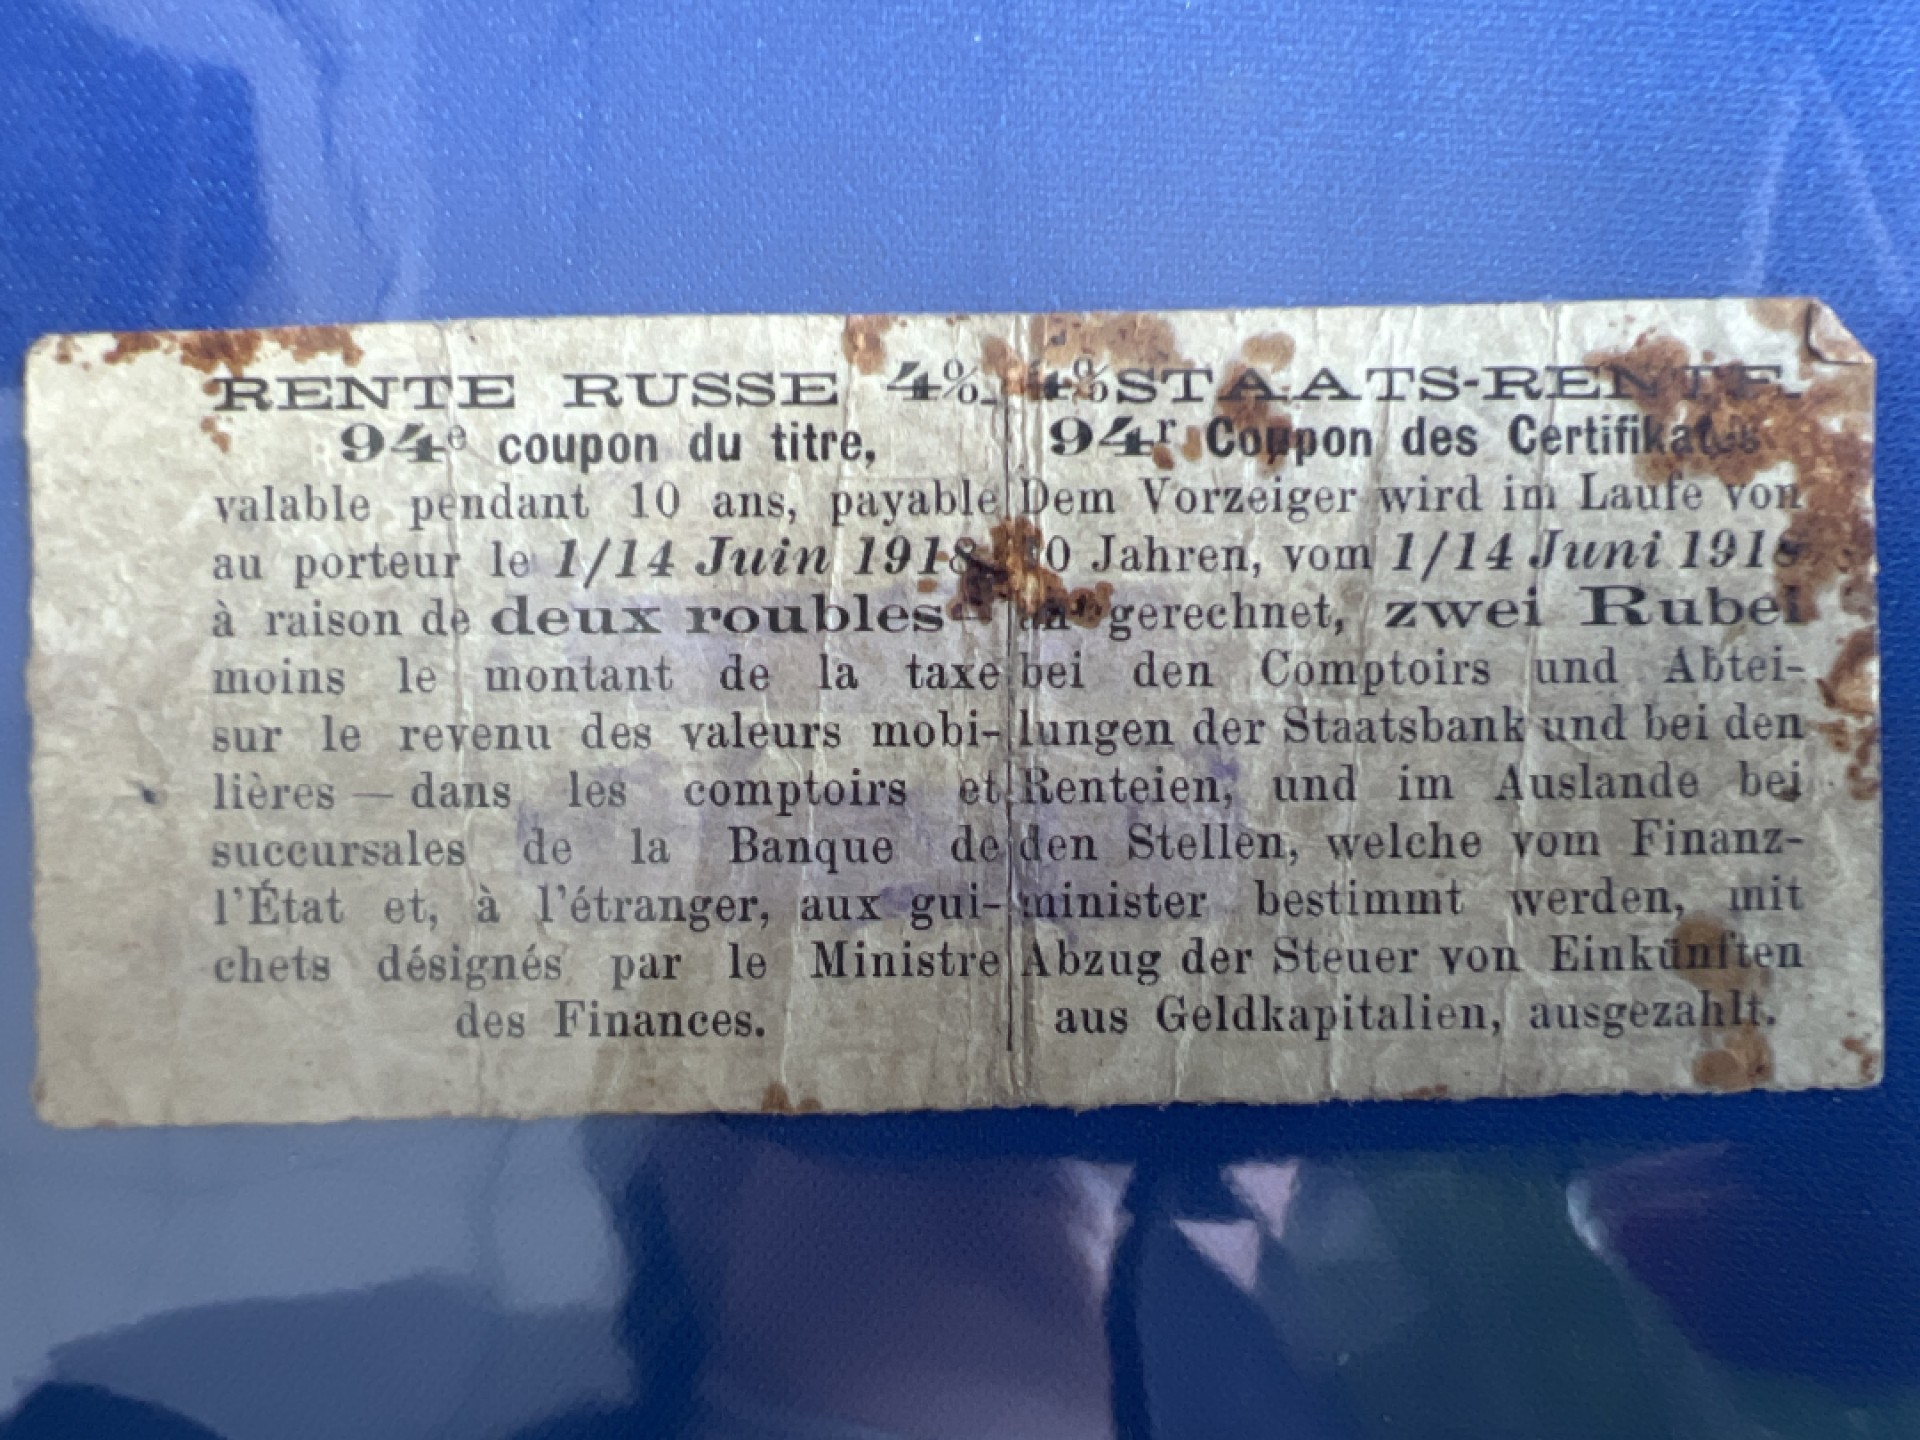 RENTE RUSSE 4%
94e coupon du titre,
valable pendant 10 ans, payable
au porteur le 1/14 Juin 1918
à raison de deux roubles —
moins le montant de la taxe
sur le revenu des valeurs mobi-
lières — dans les comptoirs et
succursales de la Banque de
l'État et, à l'étranger, aux gui-
chets désignés par le Ministre
des Finances.
4% STAATS-RENTE.
94r Coupon des Certifikates
Dem Vorzeiger wird im Laufe von
10 Jahren, vom 1/14 Juni 1918
an gerechnet, zwei Rubel
bei den Comptoirs und Abtei-
lungen der Staatsbank und bei den
Renteien, und im Auslande bei
den Stellen, welche vom Finanz-
minister bestimmt werden, mit
Abzug der Steuer von Einkünften
aus Geldkapitalien, ausgezahlt.